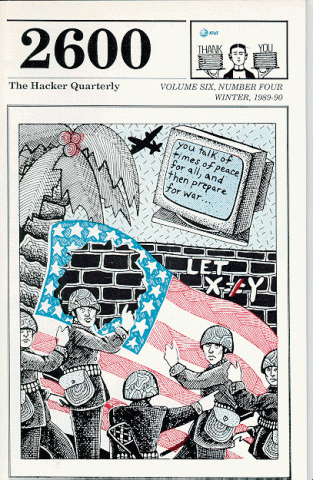 2600
AT&T
THANK YOU
The Hacker Quarterly
VOLUME SIX, NUMBER FOUR
WINTER, 1989-90
you talk of
times of peace
for all, and
then prepare
for war...
LET
X=Y